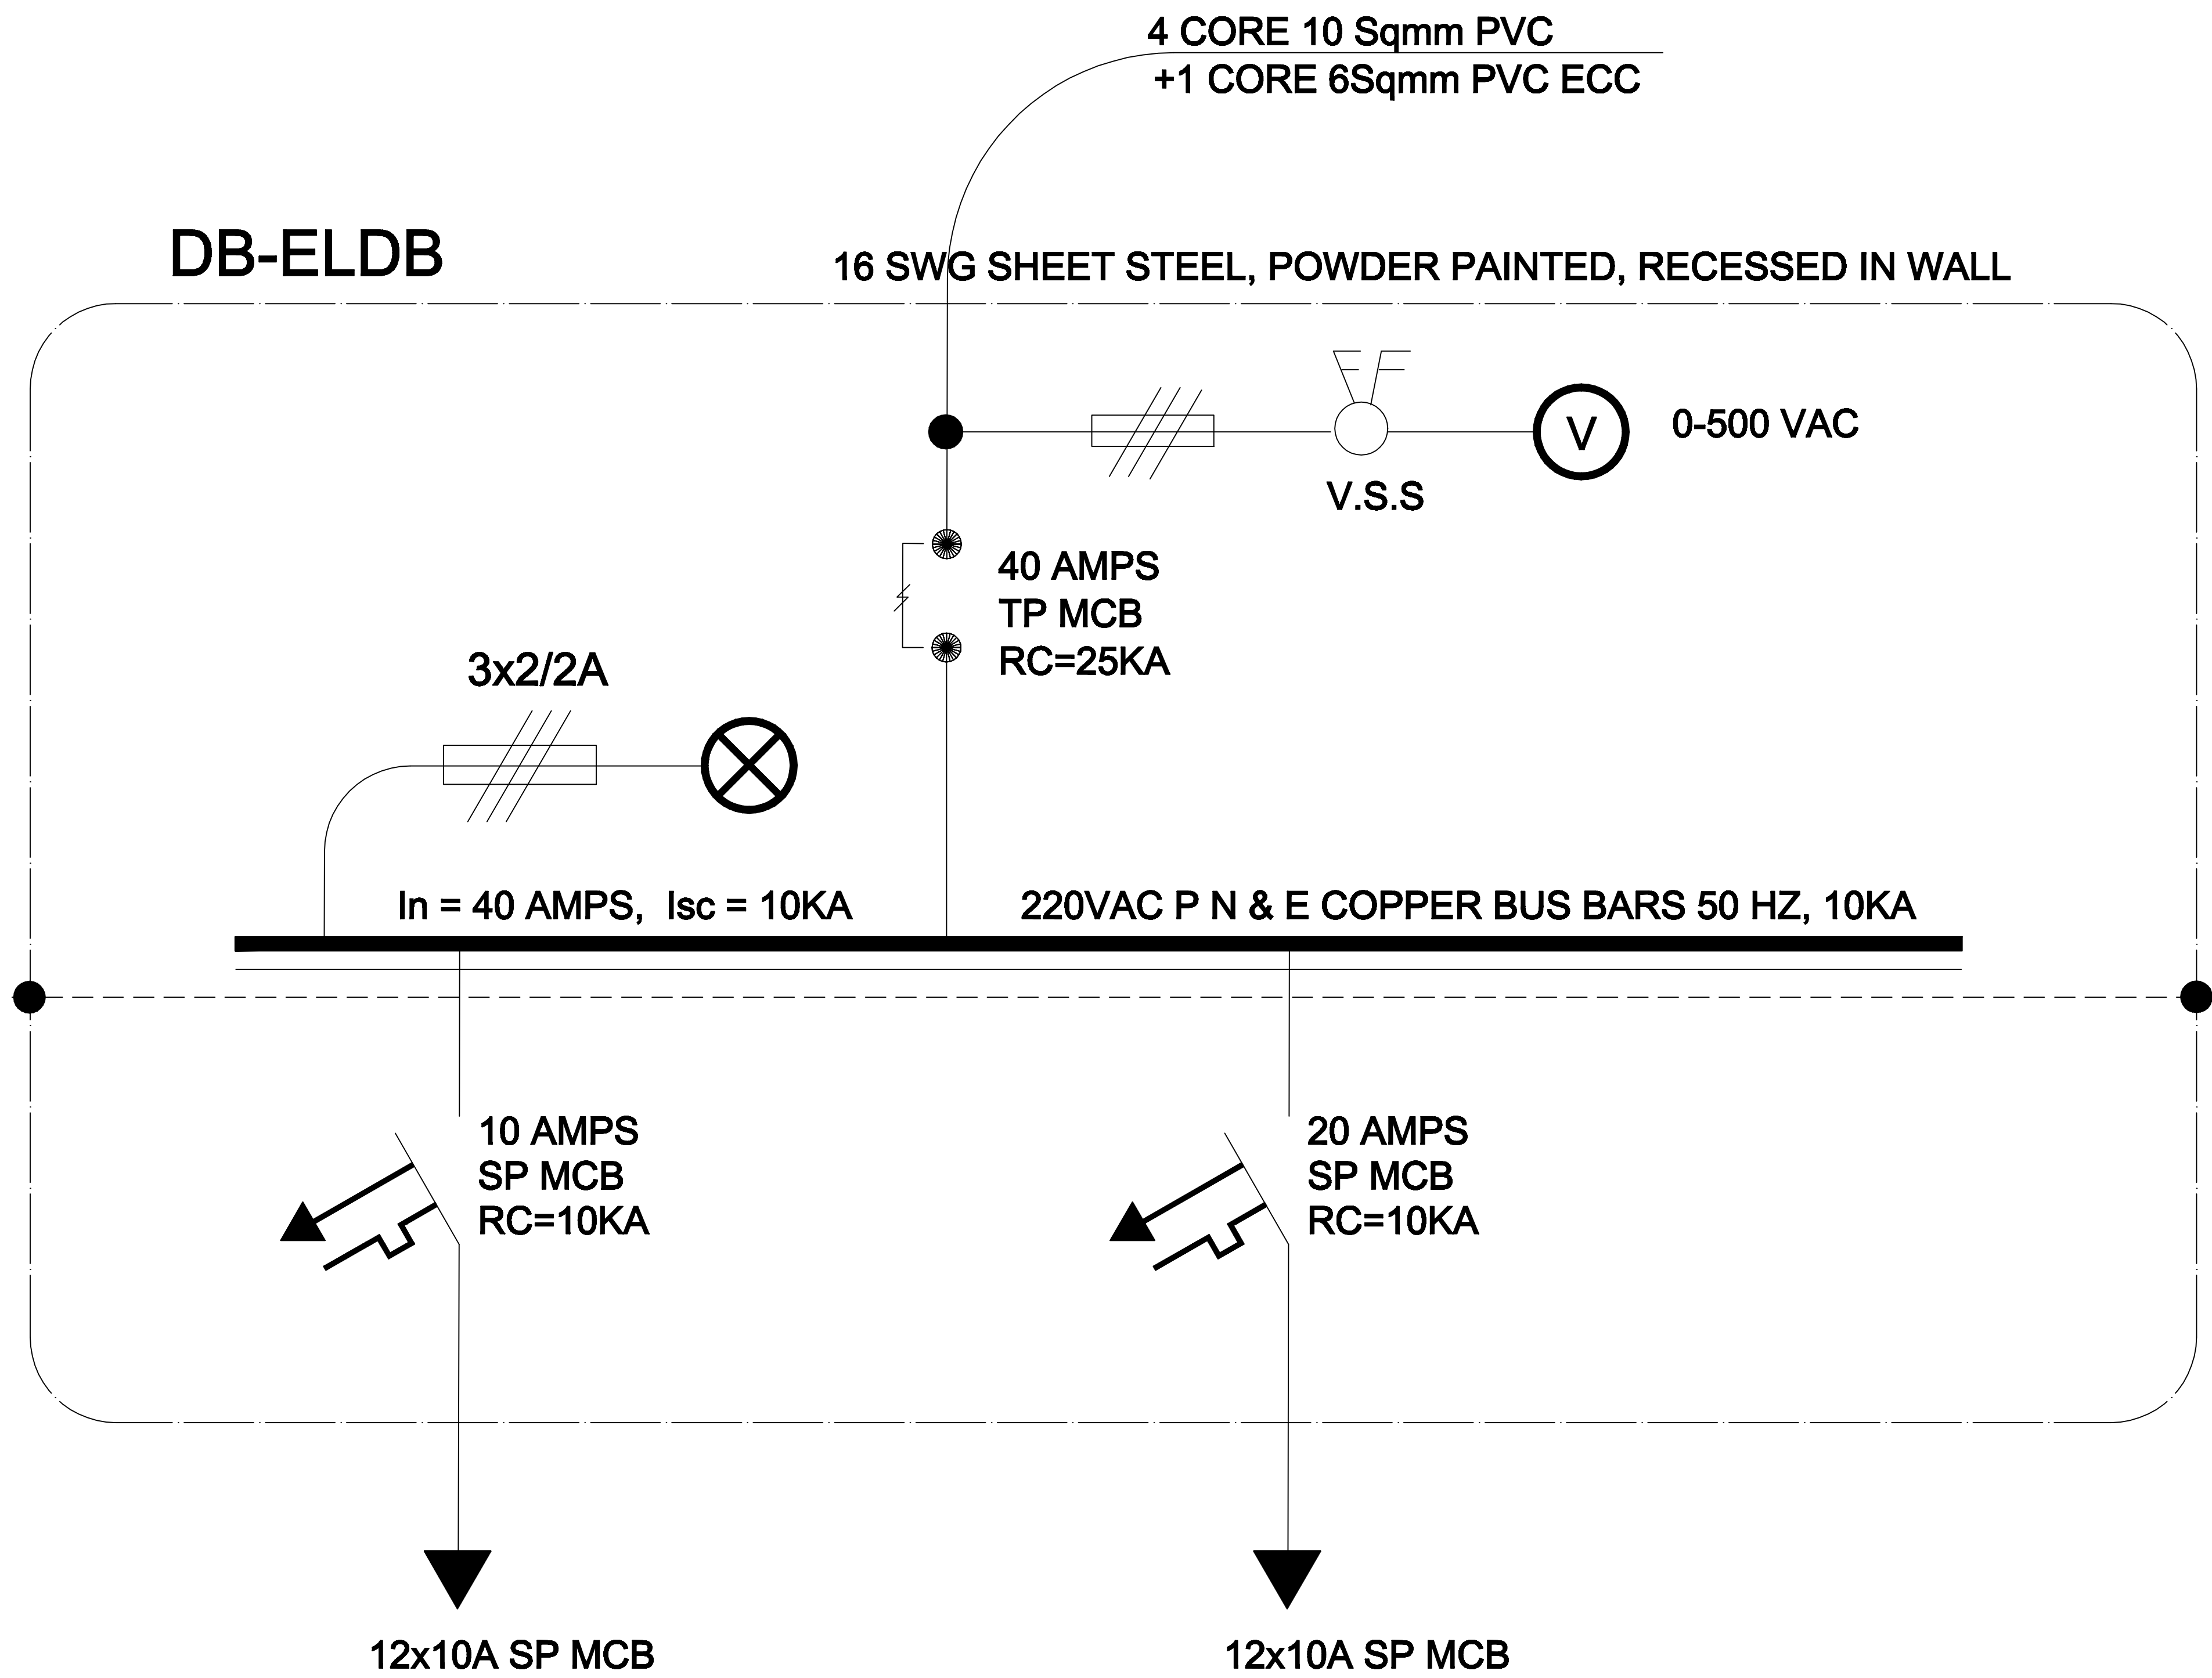 4 CORE 10 Sqmm PVC
+1 CORE 6Sqmm PVC ECC
DB-ELDB
16 SWG SHEET STEEL, POWDER PAINTED, RECESSED IN WALL
V
0-500 VAC
V.S.S
40 AMPS
TP MCB
RC=25KA
3x2/2A
In = 40 AMPS, Isc = 10KA
220VAC P N & E COPPER BUS BARS 50 HZ, 10KA
10 AMPS
SP MCB
RC=10KA
20 AMPS
SP MCB
RC=10KA
12x10A SP MCB
12x10A SP MCB